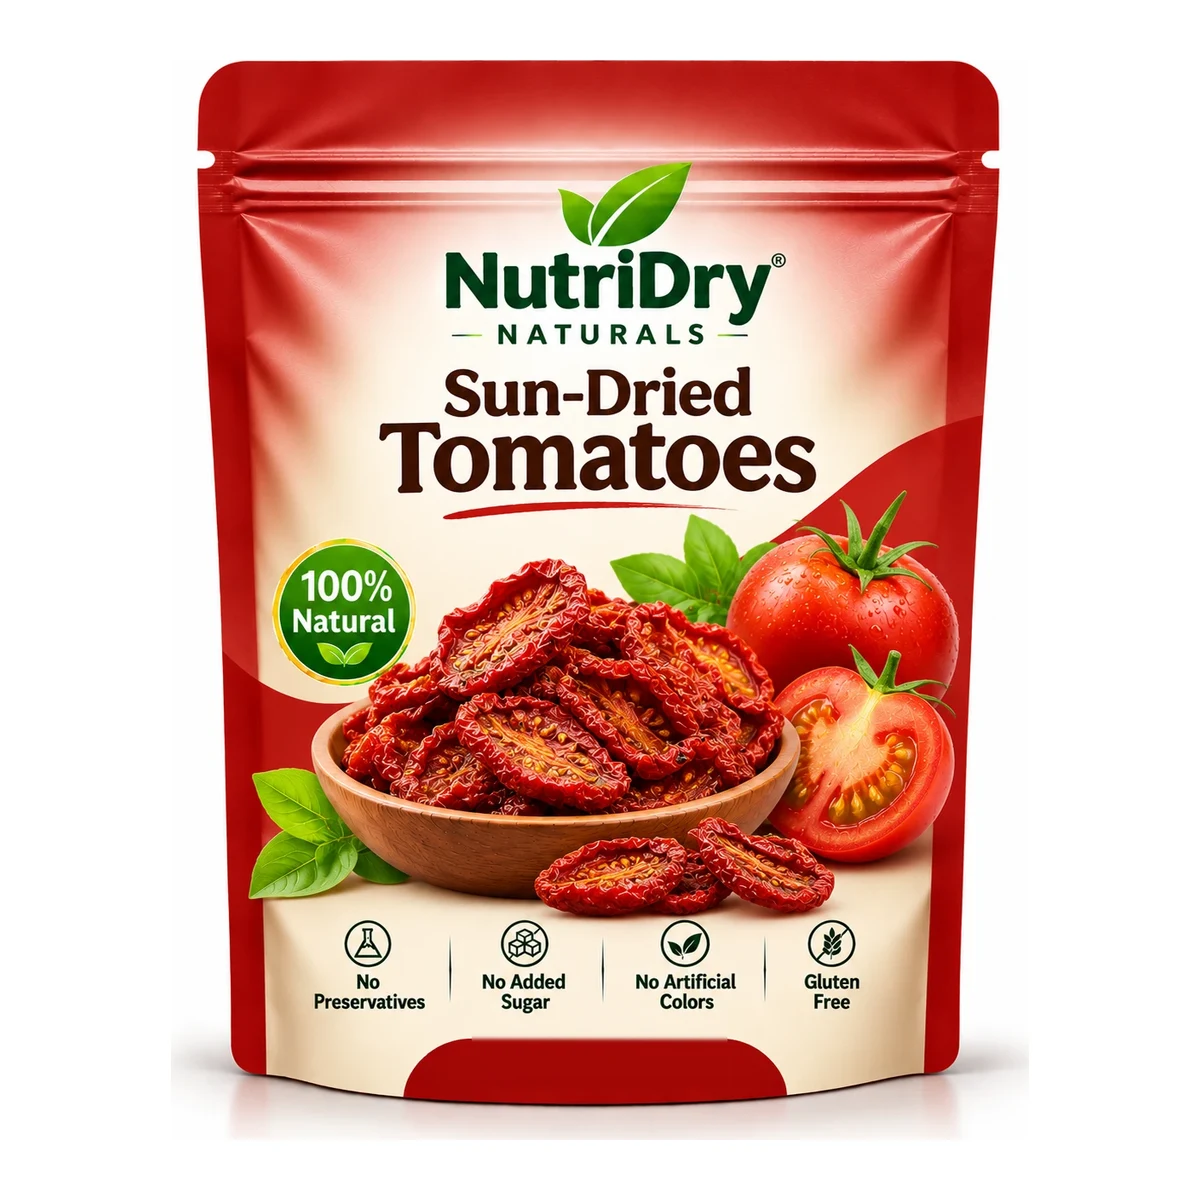 NutriDry®
NATURALS
Sun-Dried
Tomatoes
100%
Natural
No
Preservatives
No Added
Sugar
No Artificial
Colors
Gluten
Free